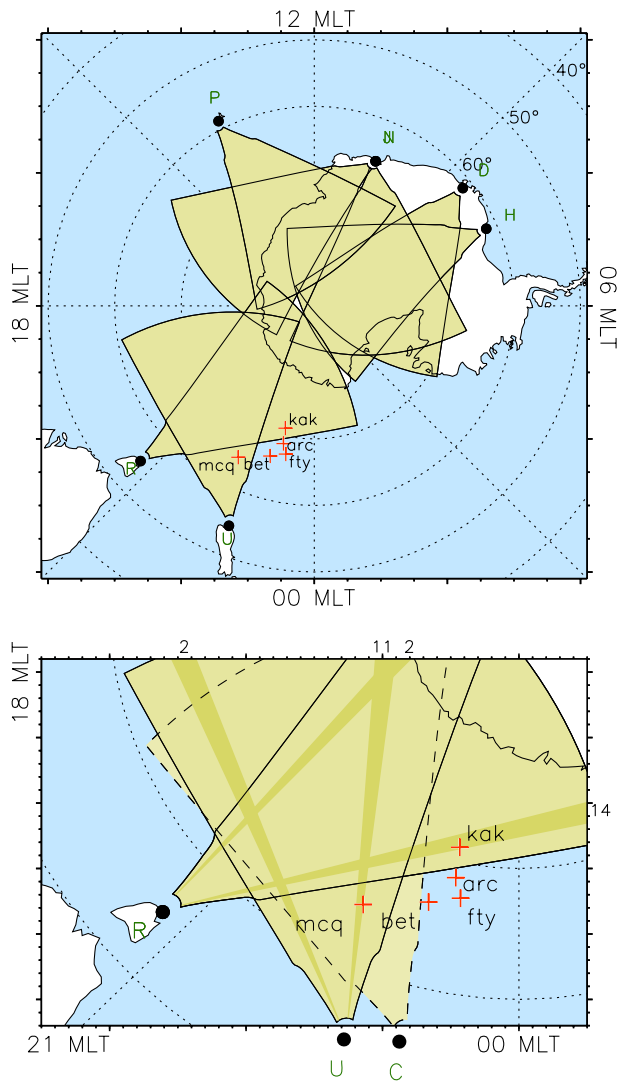 12 MLT
P
40°
50°
N
60°
D
H
18 MLT
06 MLT
kak
arc
mcq
bet
fty
R
U
00 MLT
18 MLT
2
11
2
14
kak
arc
mcq
bet
fty
R
21 MLT
00 MLT
U
C